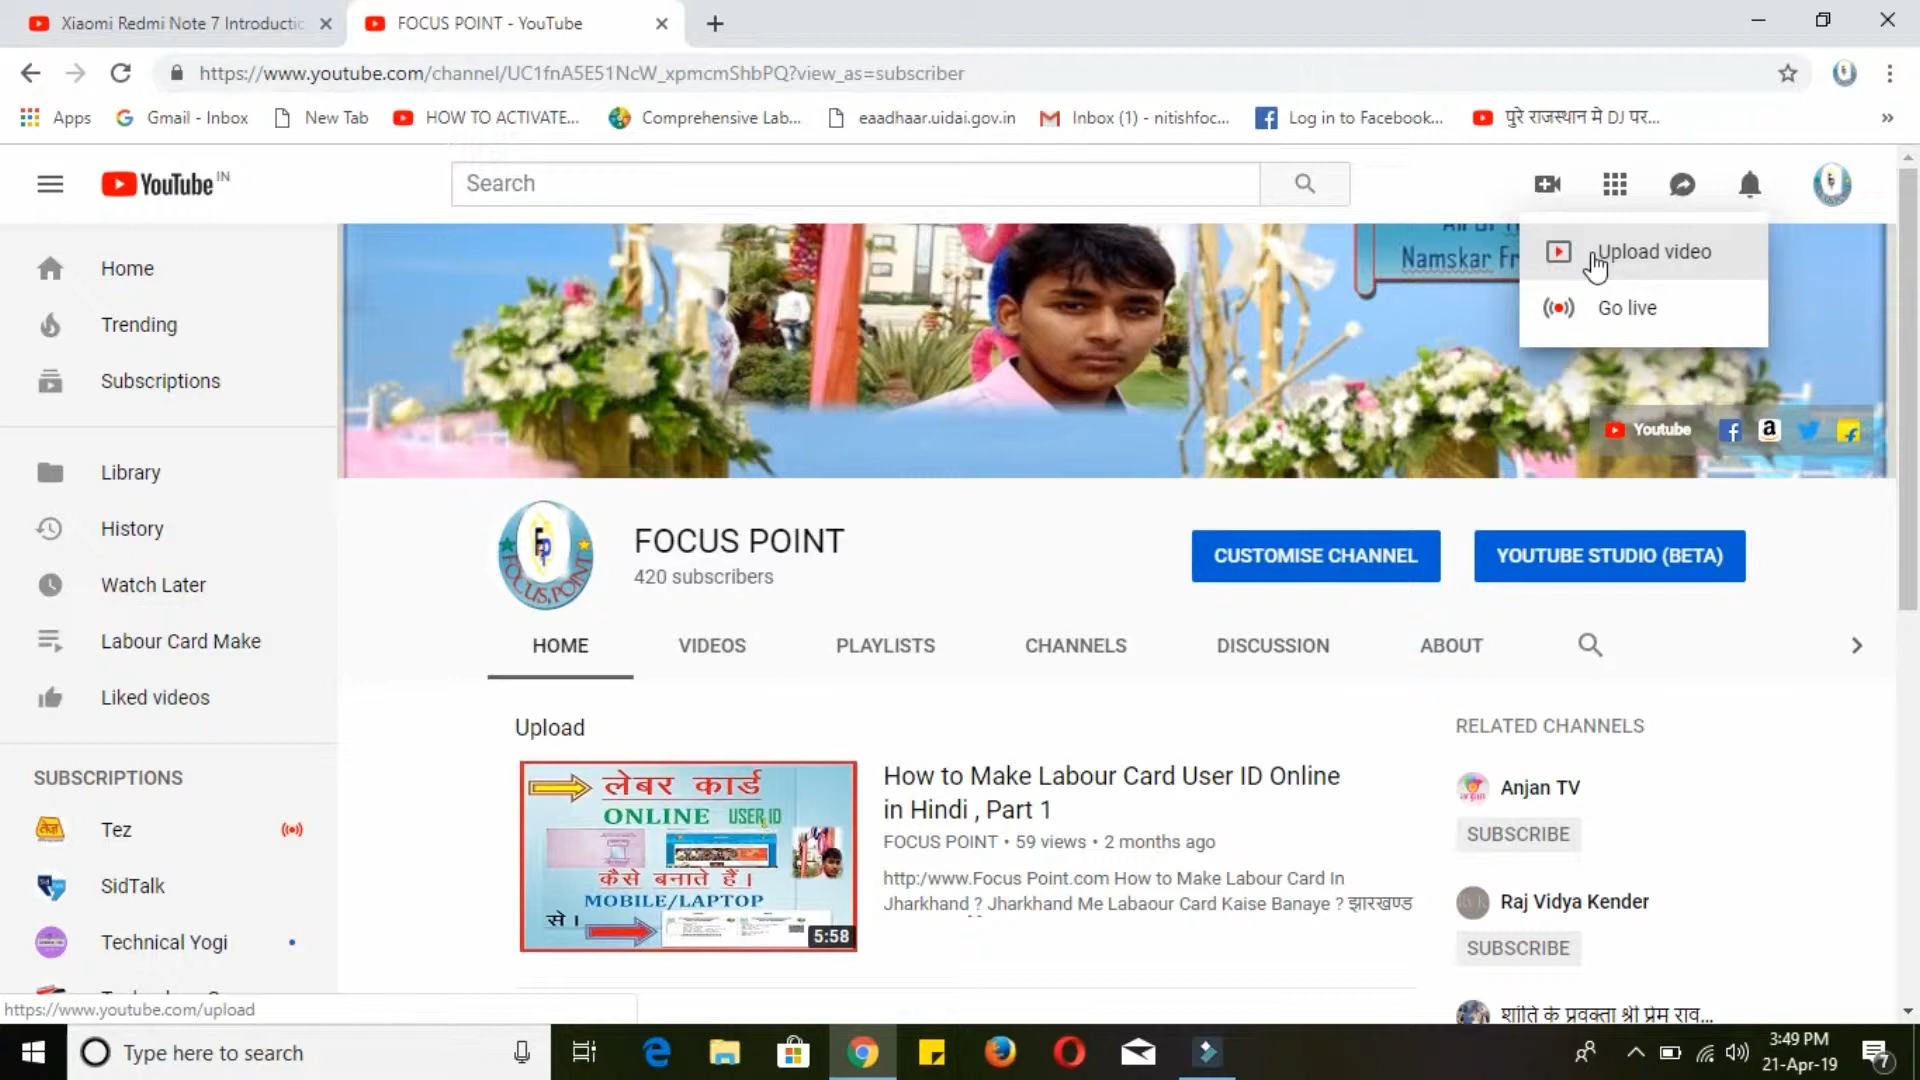 Xiaomi Redmi Note 7 Introductic
FOCUS POINT - YouTube
https://www.youtube.com/channel/UC1fnA5E51NcW_xpmcmShbPQ?view_as=subscriber
Apps
Gmail - Inbox
New Tab
HOW TO ACTIVATE...
Comprehensive Lab...
eaadhaar.uidai.gov.in
Inbox (1) - nitishfoc...
Log in to Facebook...
पुरे राजस्थान मे DJ पर...
YouTube IN
Search
Upload video
Go live
Namskar Fr
Youtube
Home
Trending
Subscriptions
Library
History
Watch Later
Labour Card Make
Liked videos
SUBSCRIPTIONS
Tez
SidTalk
Technical Yogi
FOCUS POINT
420 subscribers
FP
FOCUS POINT
CUSTOMISE CHANNEL
YOUTUBE STUDIO (BETA)
HOME
VIDEOS
PLAYLISTS
CHANNELS
DISCUSSION
ABOUT
Upload
लेबर कार्ड
ONLINE USER ID
कैसे बनाते हैं।
MOBILE/LAPTOP
से।
5:58
How to Make Labour Card User ID Online
in Hindi , Part 1
FOCUS POINT • 59 views • 2 months ago
http:/www.Focus Point.com How to Make Labour Card In
Jharkhand ? Jharkhand Me Labaour Card Kaise Banaye ? झारखण्ड
RELATED CHANNELS
Anjan TV
SUBSCRIBE
Raj Vidya Kender
SUBSCRIBE
शांति के प्रवक्ता श्री प्रेम राव...
https://www.youtube.com/upload
Type here to search
3:49 PM
21-Apr-19
7